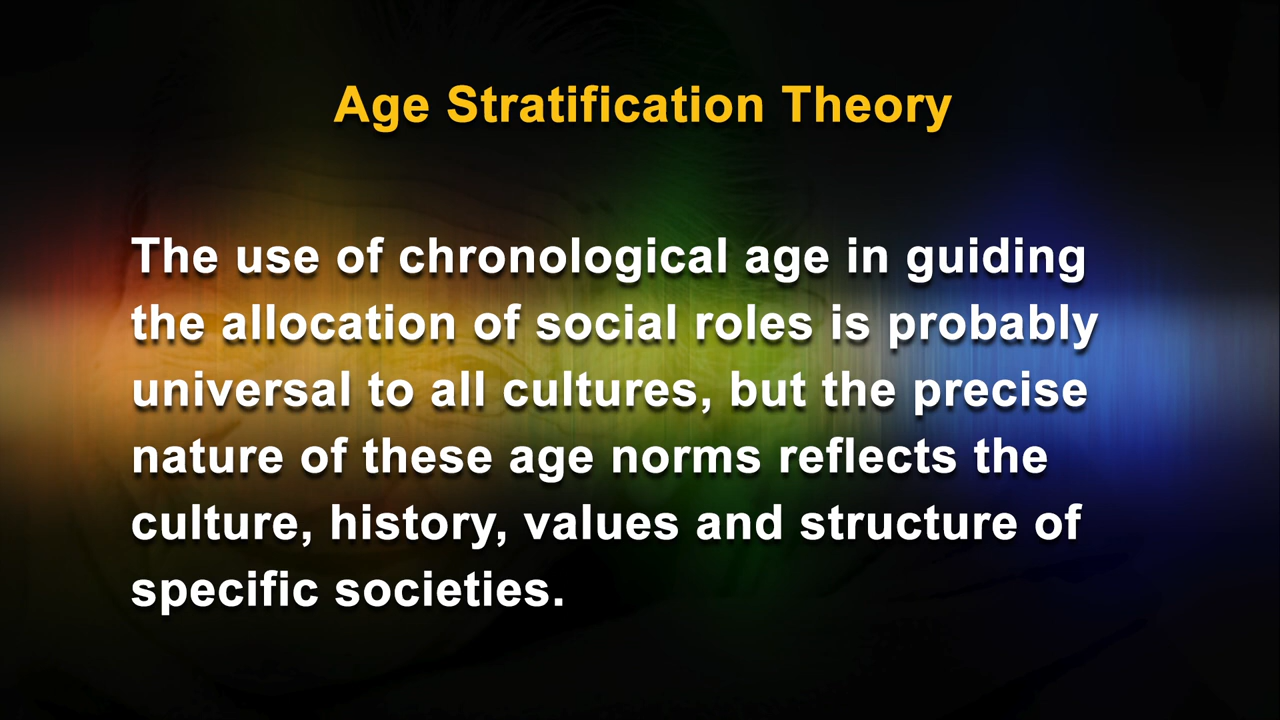 Age Stratification Theory
The use of chronological age in guiding
the allocation of social roles is probably
universal to all cultures, but the precise
nature of these age norms reflects the
culture, history, values and structure of
specific societies.